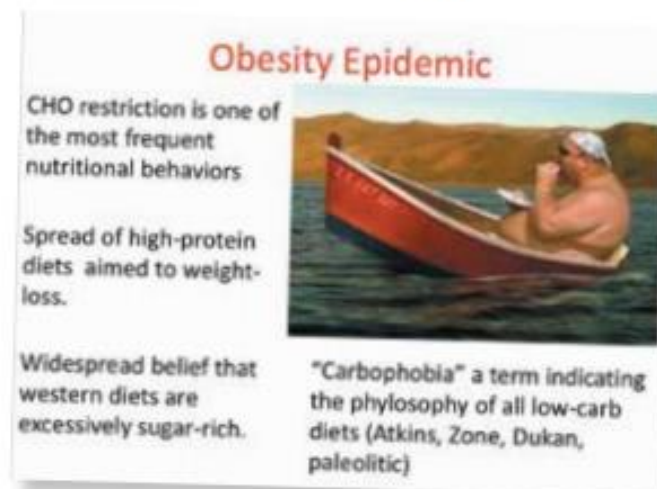 Obesity Epidemic
CHO restriction is one of
the most frequent
nutritional behaviors
Spread of high-protein
diets aimed to weight-
loss.
Widespread belief that
western diets are
excessively sugar-rich.
"Carbophobia" a term indicating
the phylosophy of all low-carb
diets (Atkins, Zone, Dukan,
paleolitic)